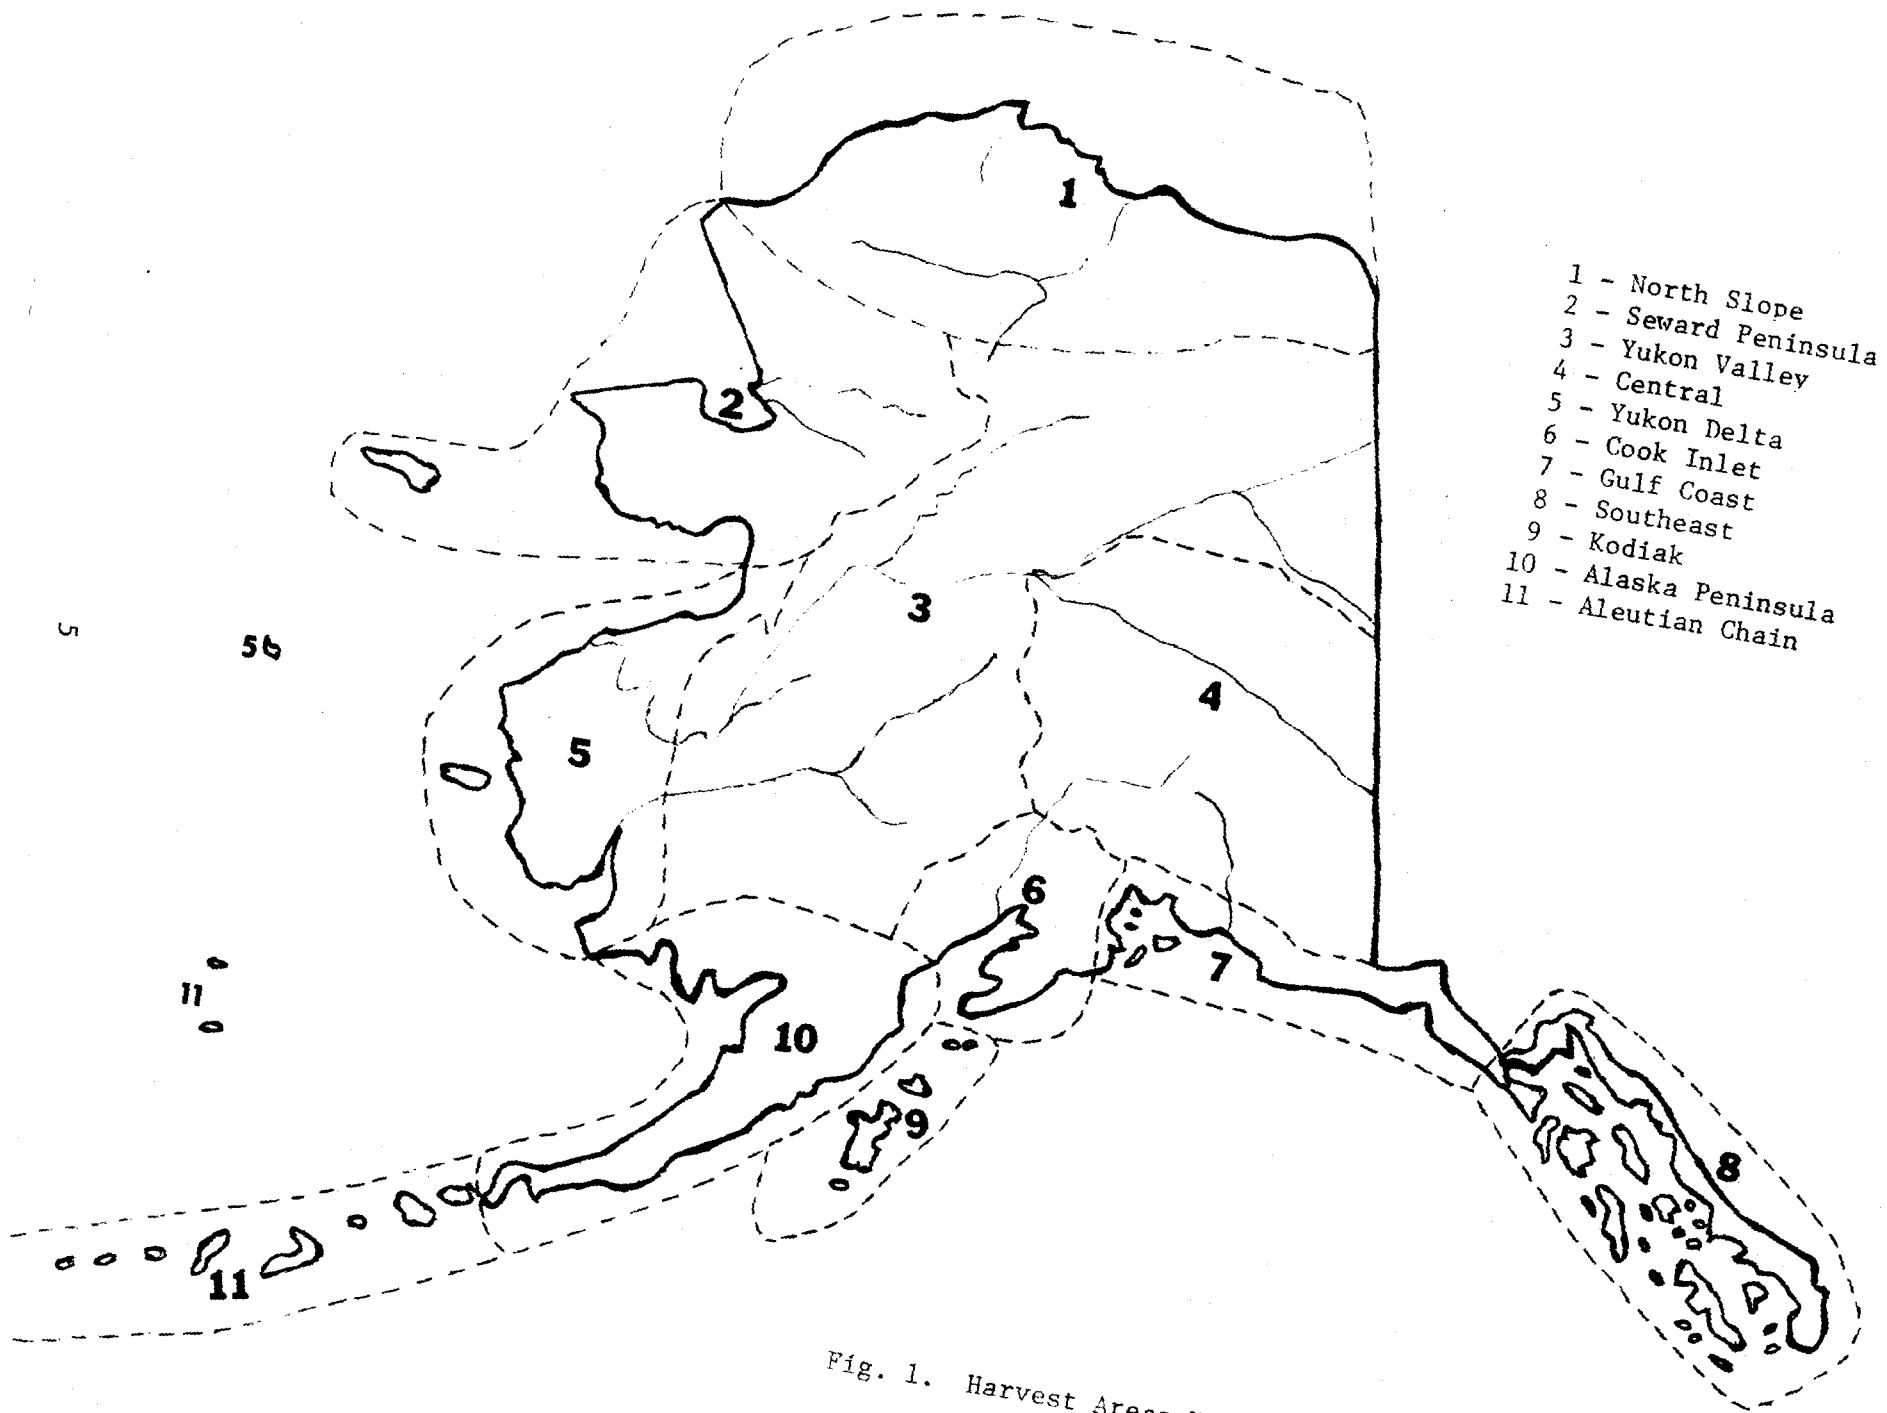 1
2
3
4
5
5
5
6
7
8
9
10
11
11
1 - North Slope
2 - Seward Peninsula
3 - Yukon Valley
4 - Central
5 - Yukon Delta
6 - Cook Inlet
7 - Gulf Coast
8 - Southeast
9 - Kodiak
10 - Alaska Peninsula
11 - Aleutian Chain
Fig. 1. Harvest Areas